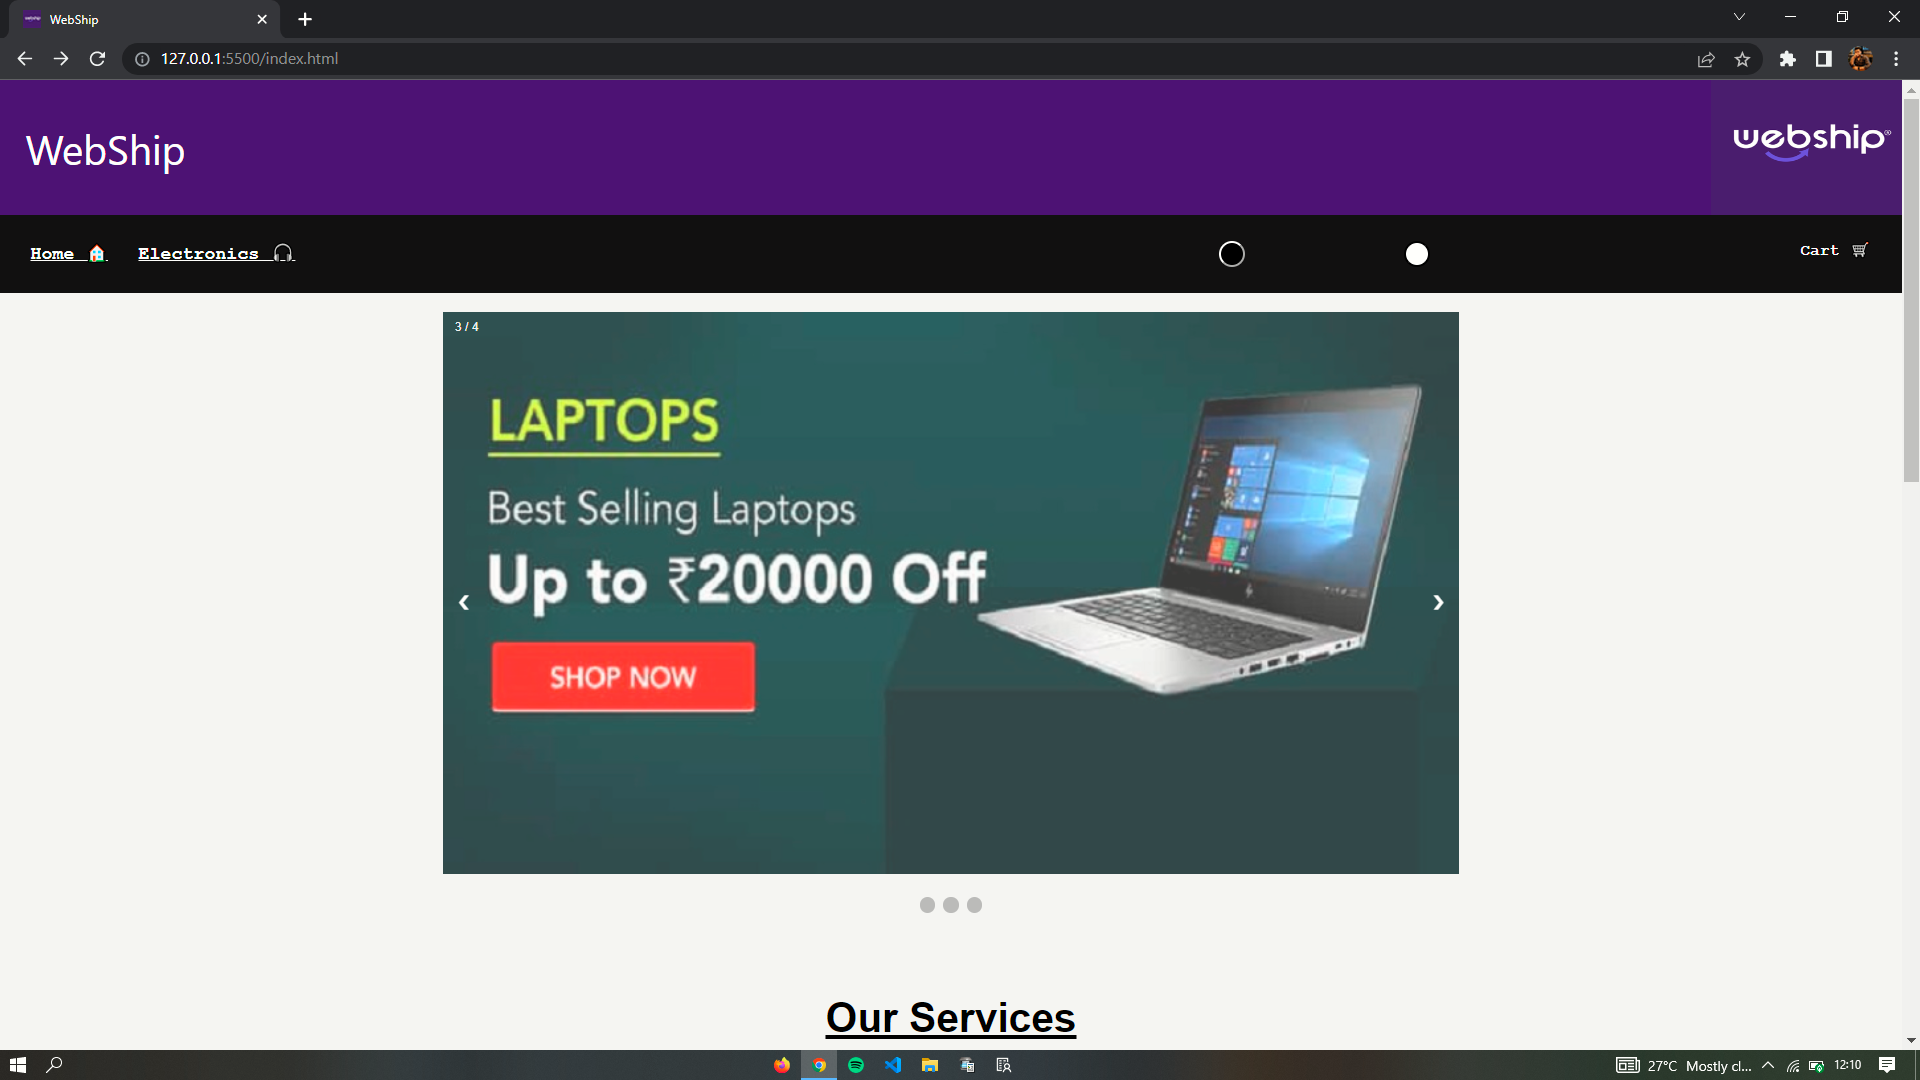 WebShip
127.0.0.1:5500/index.html
WebShip
webship®
Home
Electronics
Cart
3 / 4
LAPTOPS
Best Selling Laptops
Up to ₹20000 Off
SHOP NOW
❮
❯
Our Services
27°C Mostly cl...
12:10